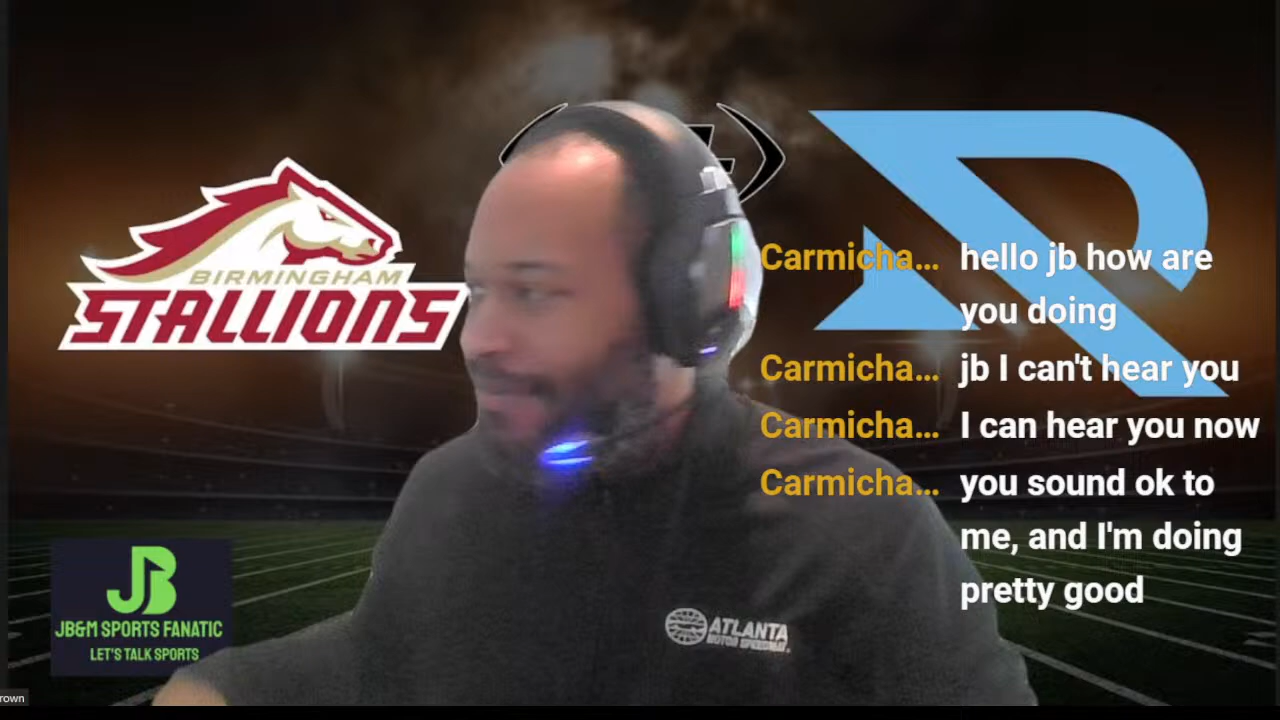 BIRMINGHAM
STALLIONS
Carmicha... hello jb how are
you doing
Carmicha... jb I can't hear you
Carmicha... I can hear you now
Carmicha... you sound ok to
me, and I'm doing
pretty good
JB
JB&M SPORTS FANATIC
LET'S TALK SPORTS
ATLANTA
MOTOR SPEEDWAY
rown